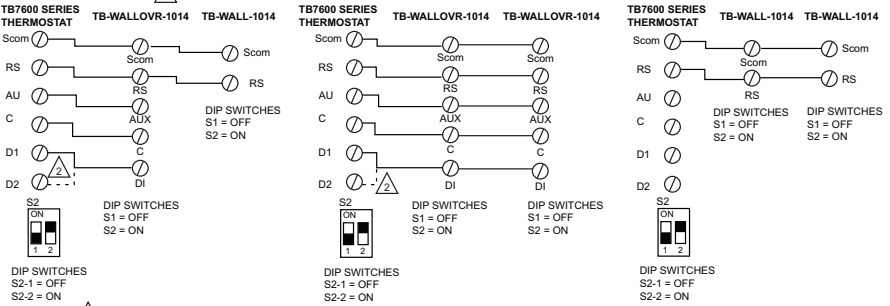 TB7600 SERIES
THERMOSTAT
TB-WALLOVR-1014
TB-WALL-1014
Scom
RS
AU
C
D1
D2
Scom
RS
AUX
C
DI
Scom
RS
2
DIP SWITCHES
S1 = OFF
S2 = ON
DIP SWITCHES
S1 = OFF
S2 = ON
S2
ON
1 2
DIP SWITCHES
S2-1 = OFF
S2-2 = ON
TB7600 SERIES
THERMOSTAT
TB-WALLOVR-1014
TB-WALLOVR-1014
Scom
RS
AU
C
D1
D2
Scom
RS
AUX
C
DI
Scom
RS
AUX
C
DI
2
DIP SWITCHES
S1 = OFF
S2 = ON
DIP SWITCHES
S1 = OFF
S2 = ON
S2
ON
1 2
DIP SWITCHES
S2-1 = OFF
S2-2 = ON
TB7600 SERIES
THERMOSTAT
TB-WALL-1014
TB-WALL-1014
Scom
RS
AU
C
D1
D2
Scom
RS
Scom
RS
DIP SWITCHES
S1 = OFF
S2 = ON
DIP SWITCHES
S1 = OFF
S2 = ON
S2
ON
1 2
DIP SWITCHES
S2-1 = OFF
S2-2 = ON